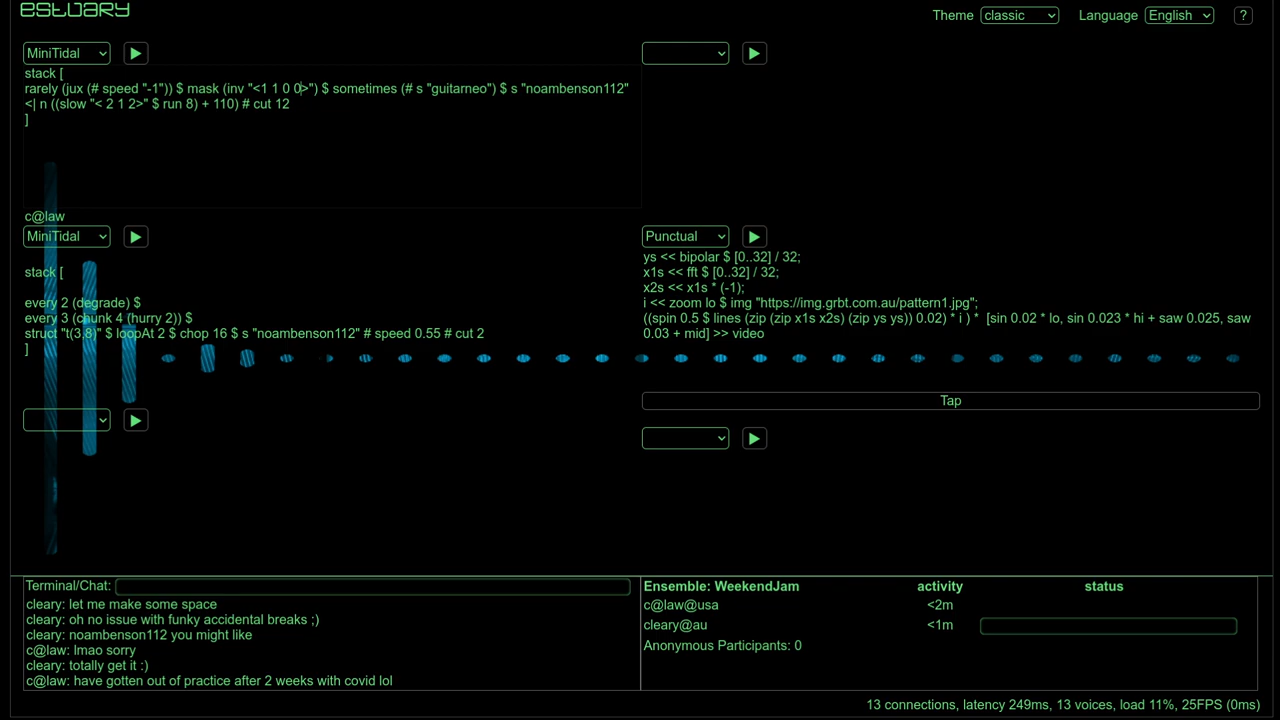 estuary
Theme classic Language English ?
MiniTidal
stack [
rarely (jux (# speed "-1")) $ mask (inv "<1 1 0 0>") $ sometimes (# s "guitarneo") $ s "noambenson112"
<| n ((slow "< 2 1 2>" $ run 8) + 110) # cut 12
]
c@law
MiniTidal
stack [
every 2 (degrade) $
every 3 (chunk 4 (hurry 2)) $
struct "t(3,8)" $ loopAt 2 $ chop 16 $ s "noambenson112" # speed 0.55 # cut 2
]
Punctual
ys << bipolar $ [0..32] / 32;
x1s << fft $ [0..32] / 32;
x2s << x1s * (-1);
i << zoom lo $ img "https://img.grbt.com.au/pattern1.jpg";
((spin 0.5 $ lines (zip (zip x1s x2s) (zip ys ys)) 0.02) * i ) * [sin 0.02 * lo, sin 0.023 * hi + saw 0.025, saw
0.03 + mid] >> video
Tap
Terminal/Chat:
cleary: let me make some space
cleary: oh no issue with funky accidental breaks ;)
cleary: noambenson112 you might like
c@law: lmao sorry
cleary: totally get it :)
c@law: have gotten out of practice after 2 weeks with covid lol
Ensemble: WeekendJam activity status
c@law@usa <2m
cleary@au <1m
Anonymous Participants: 0
13 connections, latency 249ms, 13 voices, load 11%, 25FPS (0ms)